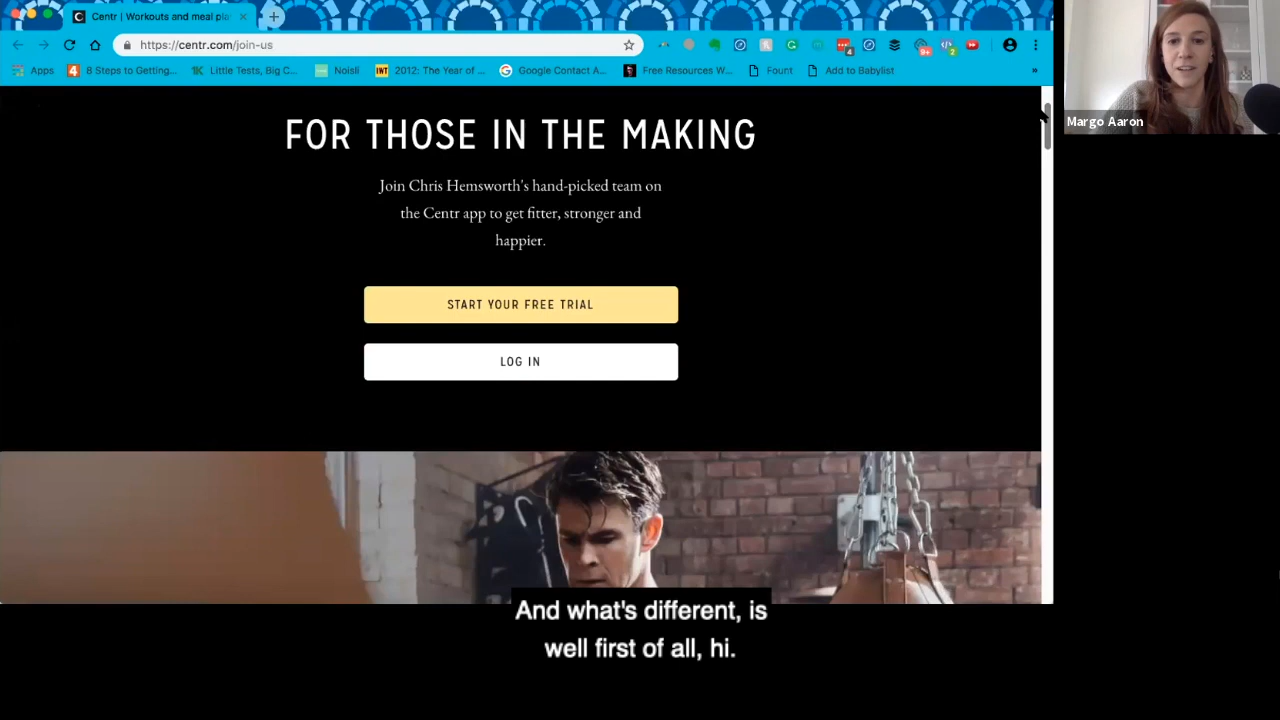 Centr | Workouts and meal pla
https://centr.com/join-us
Apps
8 Steps to Getting...
Little Tests, Big C...
Noisli
IWT
2012: The Year of ...
Google Contact A...
Free Resources W...
Fount
Add to Babylist
»
Margo Aaron
FOR THOSE IN THE MAKING
Join Chris Hemsworth's hand-picked team on
the Centr app to get fitter, stronger and
happier.
START YOUR FREE TRIAL
LOG IN
And what's different, is
well first of all, hi.